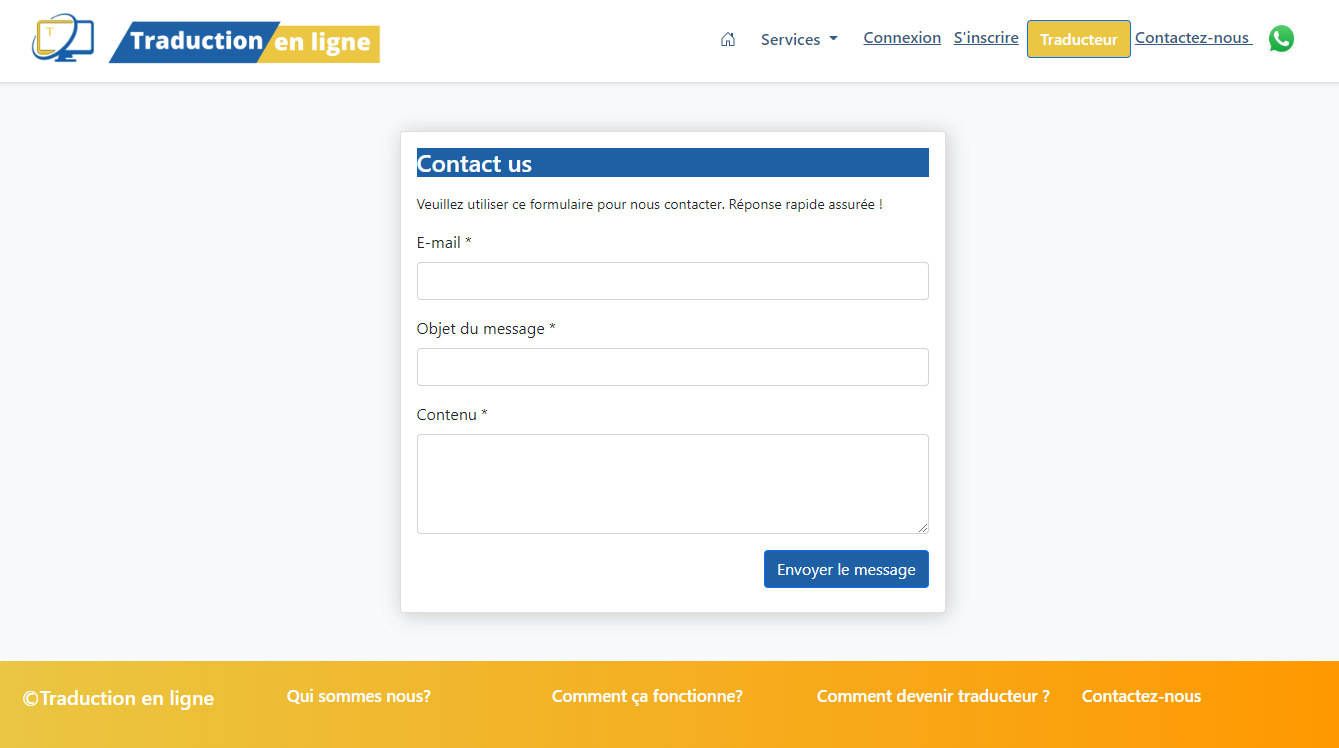 T
Traduction en ligne
Services
Connexion
S'inscrire
Traducteur
Contactez-nous
Contact us
Veuillez utiliser ce formulaire pour nous contacter. Réponse rapide assurée !
E-mail *
Objet du message *
Contenu *
Envoyer le message
©Traduction en ligne
Qui sommes nous?
Comment ça fonctionne?
Comment devenir traducteur ?
Contactez-nous